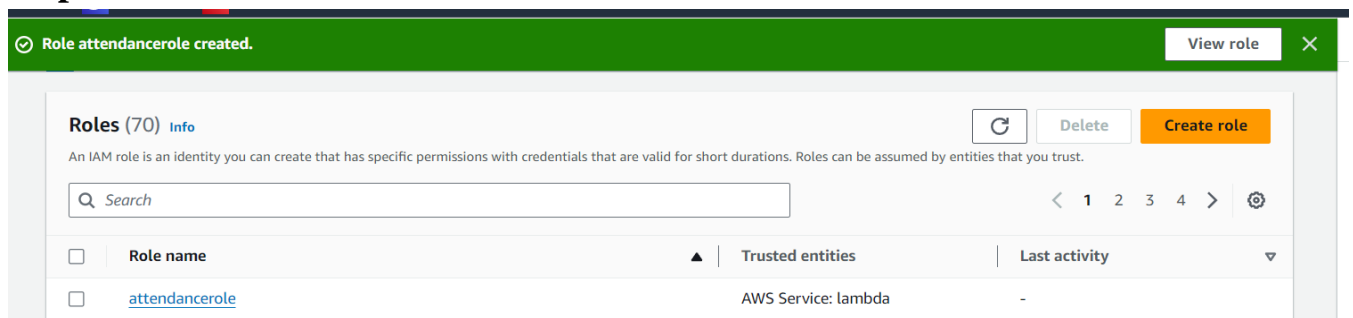 Role attendancerole created.
View role
Roles (70) Info
Delete
Create role
An IAM role is an identity you can create that has specific permissions with credentials that are valid for short durations. Roles can be assumed by entities that you trust.
Search
1 2 3 4
Role name
Trusted entities
Last activity
attendancerole
AWS Service: lambda
-